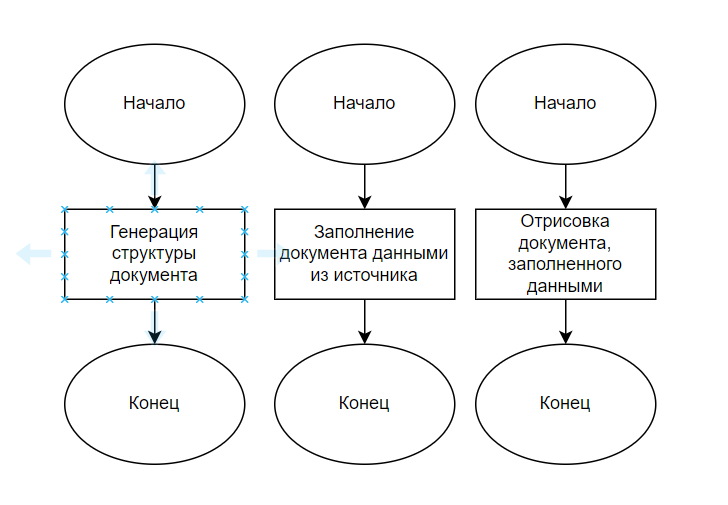 Начало
Начало
Начало
Генерация
структуры
документа
Заполнение
документа данными
из источника
Отрисовка
документа,
заполненного
данными
Конец
Конец
Конец